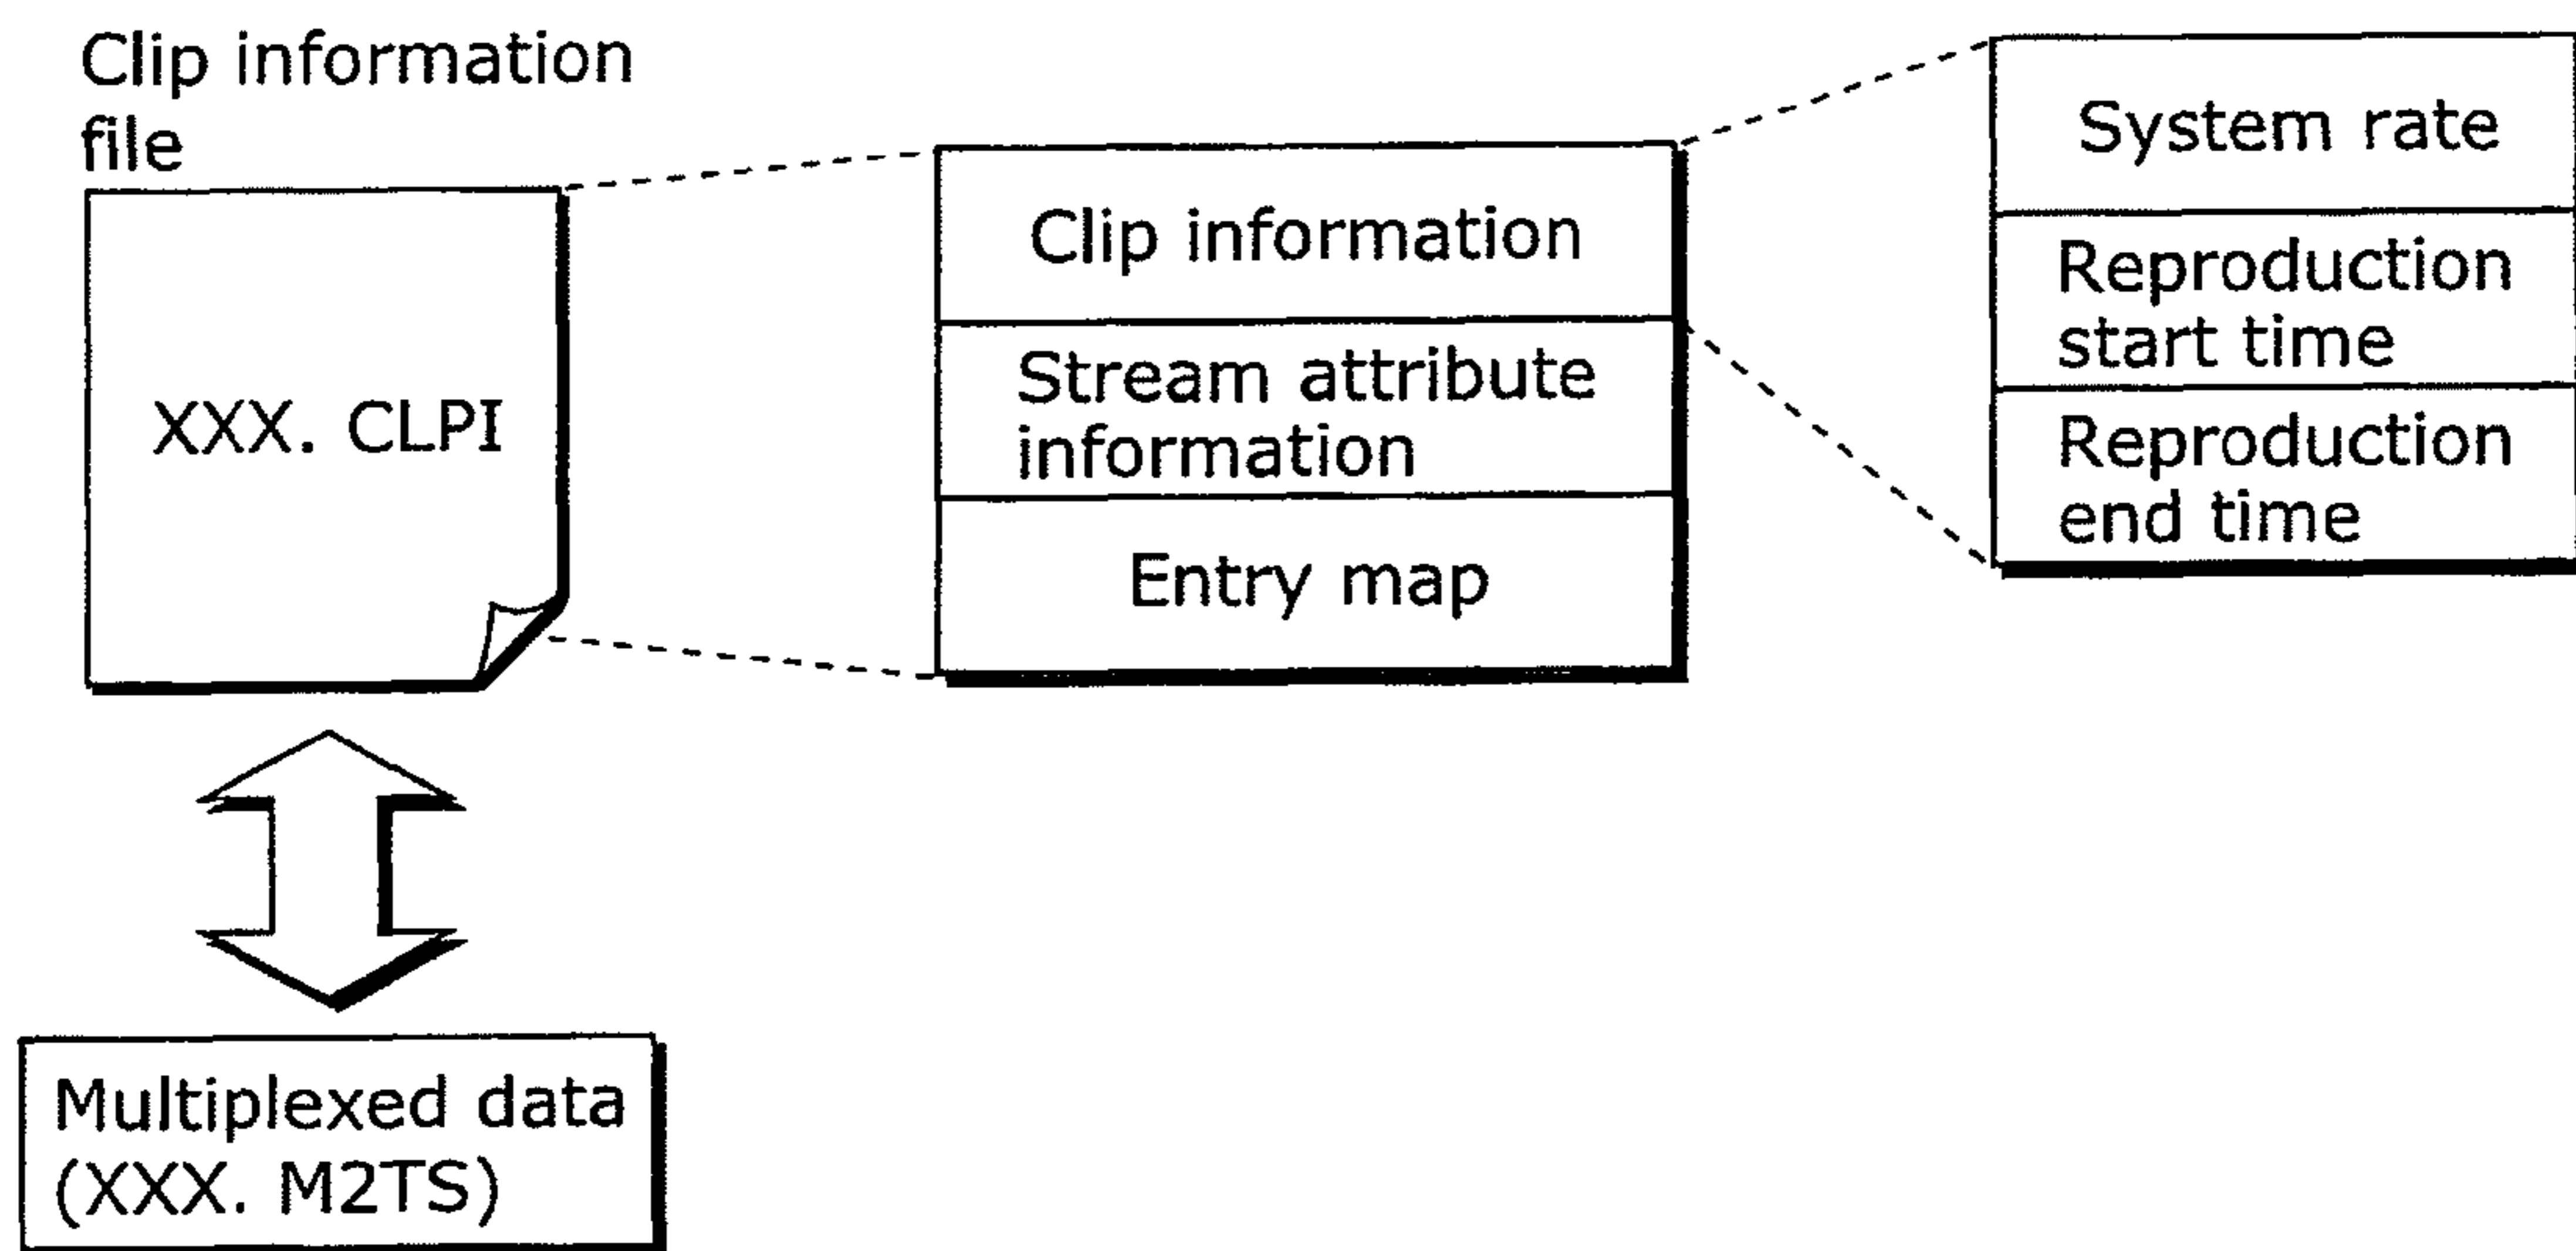 Clip information
file
XXX. CLPI
Clip information
Stream attribute
information
Entry map
System rate
Reproduction
start time
Reproduction
end time
Multiplexed data
(XXX. M2TS)